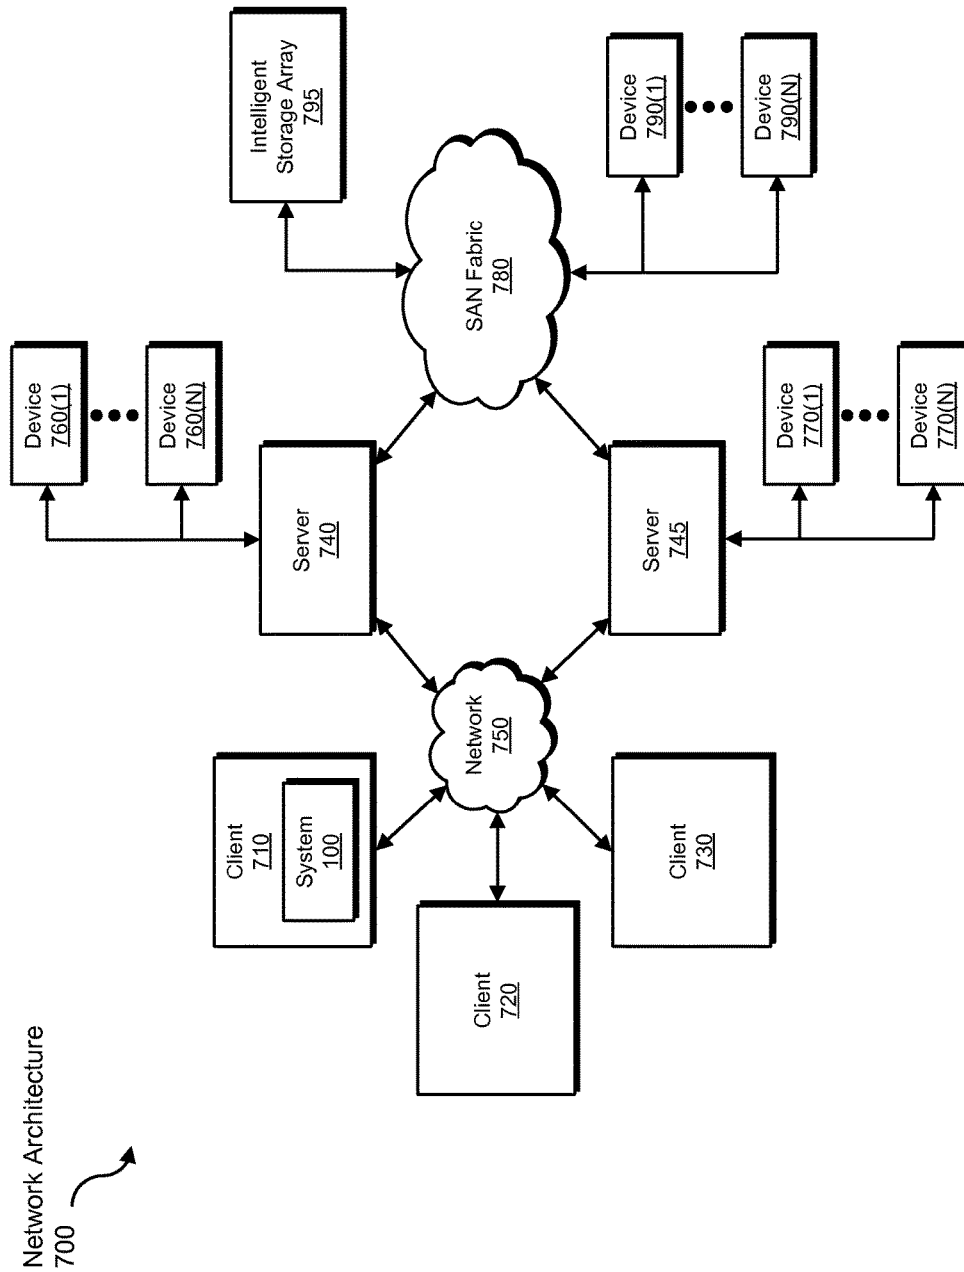 Network Architecture
700
Client
710
System
100
Client
720
Client
730
Network
750
Server
740
Server
745
Device
760(1)
Device
760(N)
Device
770(1)
Device
770(N)
SAN Fabric
780
Intelligent
Storage Array
795
Device
790(1)
Device
790(N)